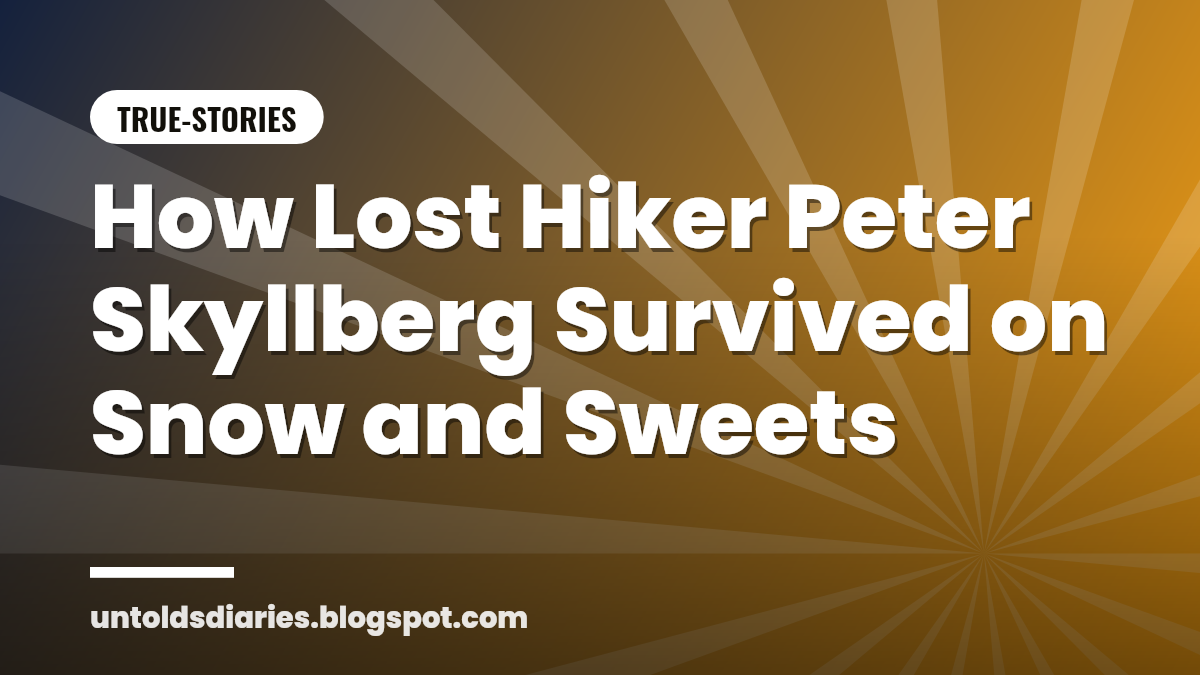 TRUE-STORIES
How Lost Hiker Peter
Skyllberg Survived on
Snow and Sweets
untoldsdiaries.blogspot.com